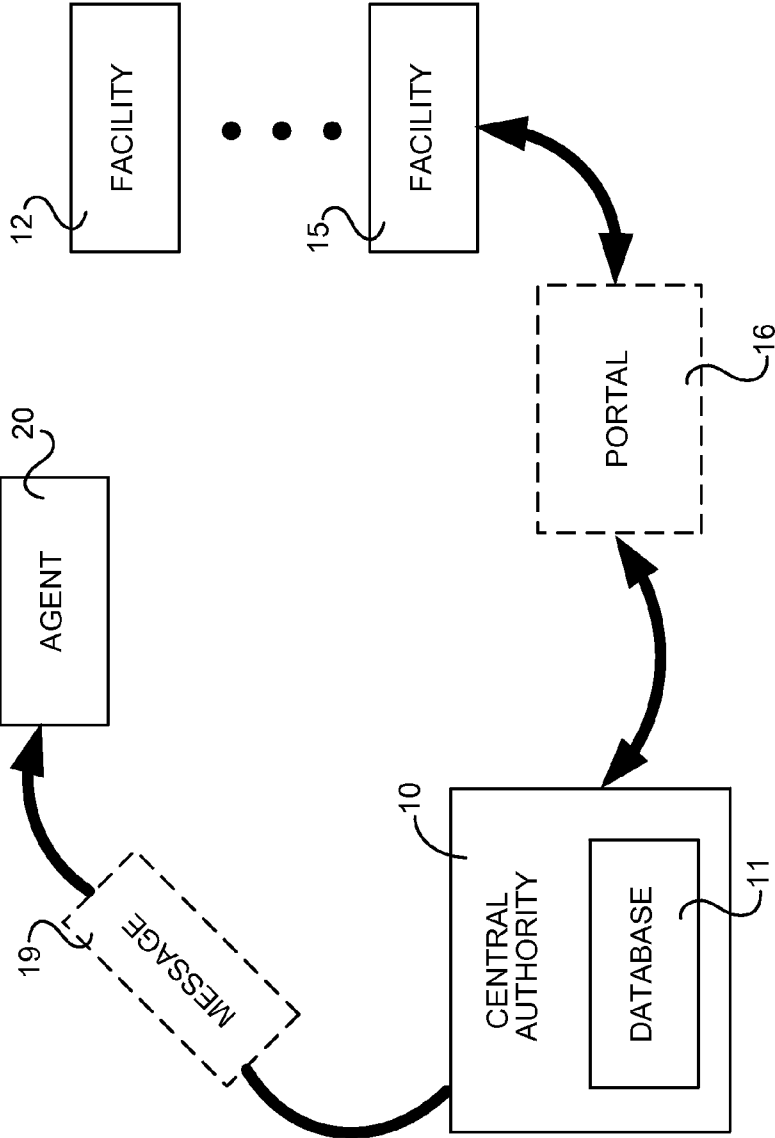 12
FACILITY
15
FACILITY
20
AGENT
PORTAL
16
19
MESSAGE
10
CENTRAL
AUTHORITY
DATABASE
11